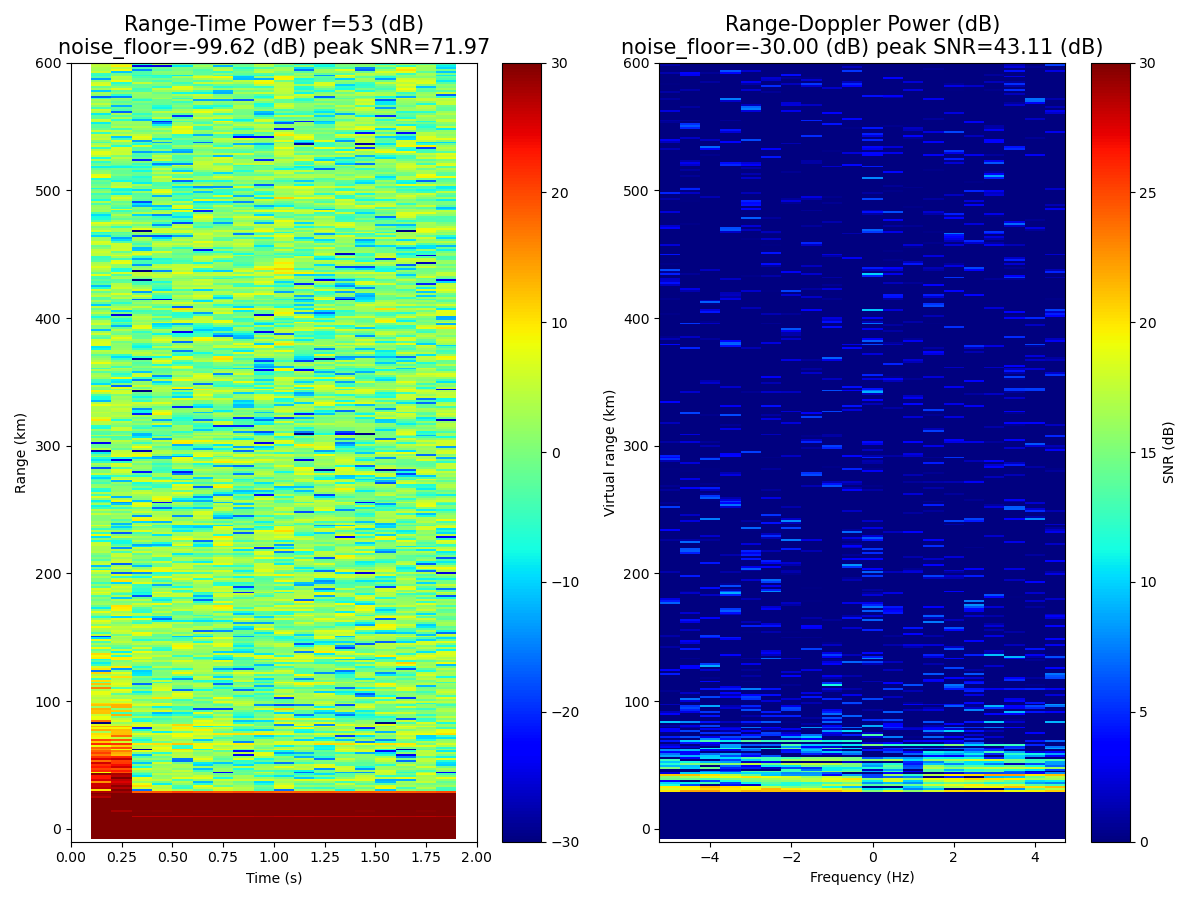 Range-Time Power f=53 (dB)
noise_floor=-99.62 (dB) peak SNR=71.97
Range (km)
600
500
400
300
200
100
0
0.00 0.25 0.50 0.75 1.00 1.25 1.50 1.75 2.00
Time (s)
30
20
10
0
−10
−20
−30
Range-Doppler Power (dB)
noise_floor=-30.00 (dB) peak SNR=43.11 (dB)
Virtual range (km)
600
500
400
300
200
100
0
−4 −2 0 2 4
Frequency (Hz)
30
25
20
15
10
5
0
SNR (dB)